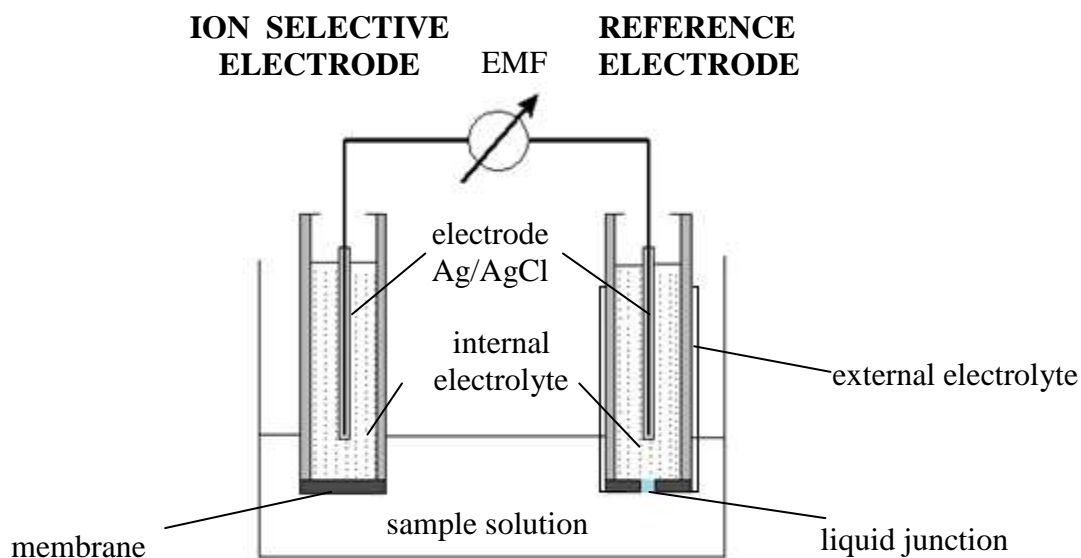 ION SELECTIVE
ELECTRODE
EMF
REFERENCE
ELECTRODE
electrode
Ag/AgCl
internal
electrolyte
external electrolyte
sample solution
membrane
liquid junction